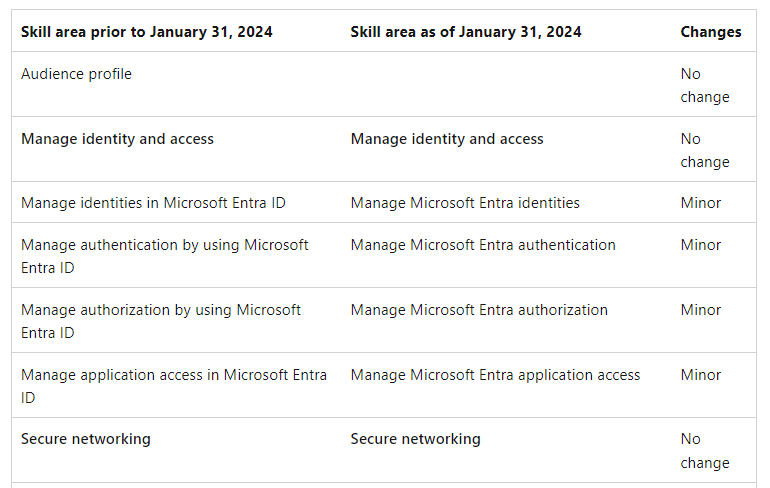 Skill area prior to January 31, 2024 Skill area as of January 31, 2024 Changes
Audience profile No
change
Manage identity and access Manage identity and access No
change
Manage identities in Microsoft Entra ID Manage Microsoft Entra identities Minor
Manage authentication by using Microsoft Manage Microsoft Entra authentication Minor
Entra ID
Manage authorization by using Microsoft Manage Microsoft Entra authorization Minor
Entra ID
Manage application access in Microsoft Entra Manage Microsoft Entra application access Minor
ID
Secure networking Secure networking No
change